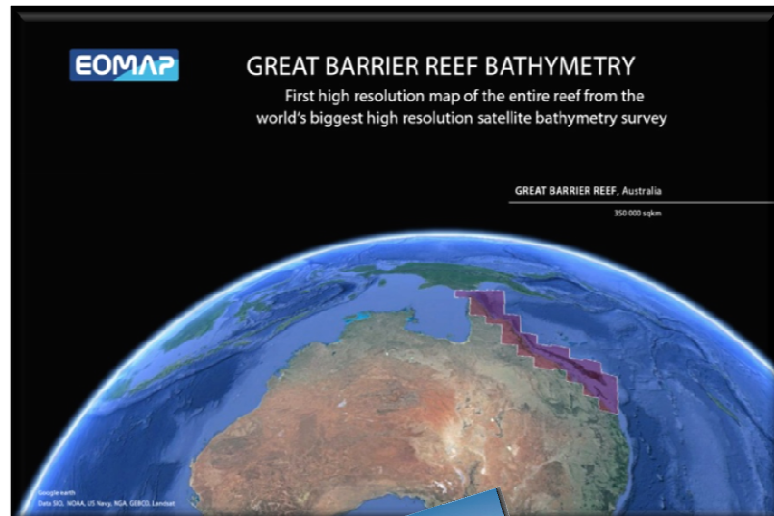 EOMAP
GREAT BARRIER REEF BATHYMETRY
First high resolution map of the entire reef from the
world's biggest high resolution satellite bathymetry survey
GREAT BARRIER REEF, Australia
350 000 sqkm
Google earth
Data SIO, NOAA, US Navy, NGA, GEBCO, Landsat